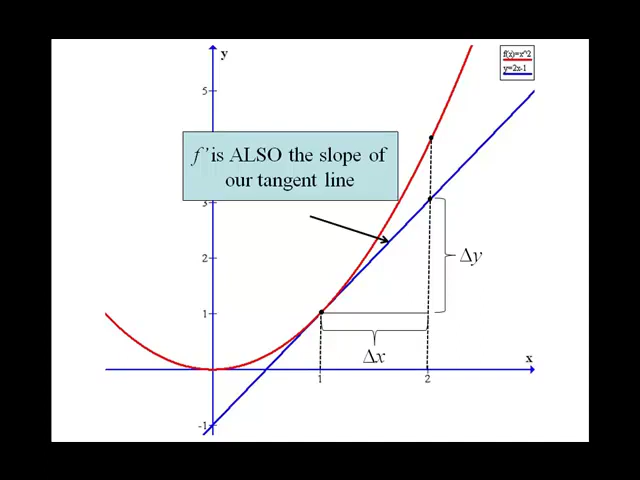 y
f(x)=x^2
y=2x-1
5
f' is ALSO the slope of
our tangent line
3
2
Δy
1
Δx
x
1
2
-1